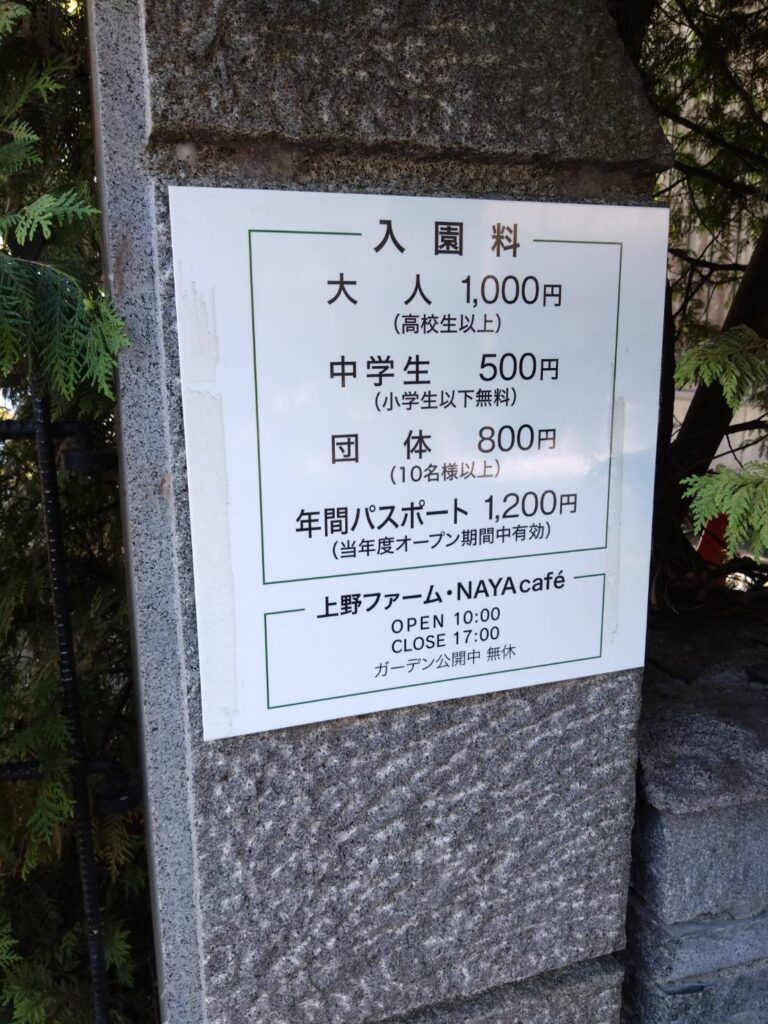 入園料
大人 1,000円
（高校生以上）
中学生 500円
（小学生以下無料）
団体 800円
（10名様以上）
年間パスポート 1,200円
（当年度オープン期間中有効）
上野ファーム・NAYA café
OPEN 10:00
CLOSE 17:00
ガーデン公開中 無休